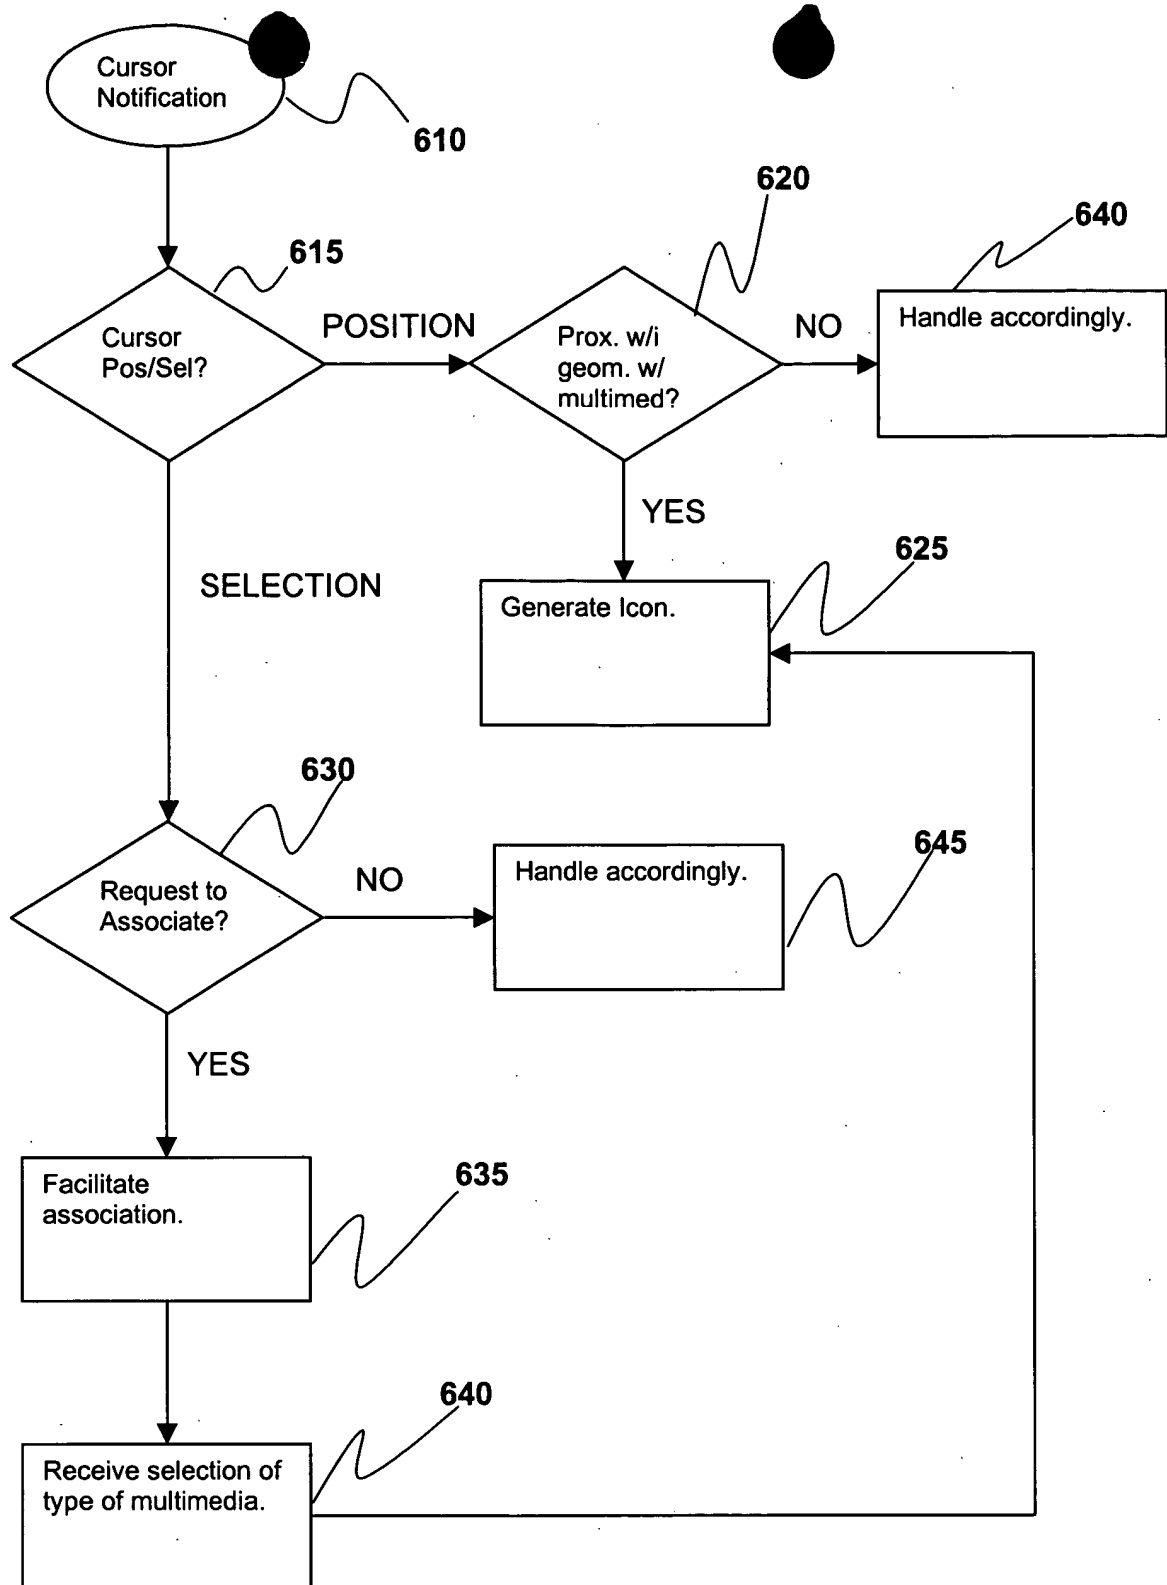 Cursor
Notification
610
615
620
640
Cursor
Pos/Sel?
POSITION
Prox. w/i
geom. w/
multimed?
NO
Handle accordingly.
YES
SELECTION
625
Generate Icon.
630
Request to
Associate?
NO
Handle accordingly.
645
YES
Facilitate
association.
635
640
Receive selection of
type of multimedia.